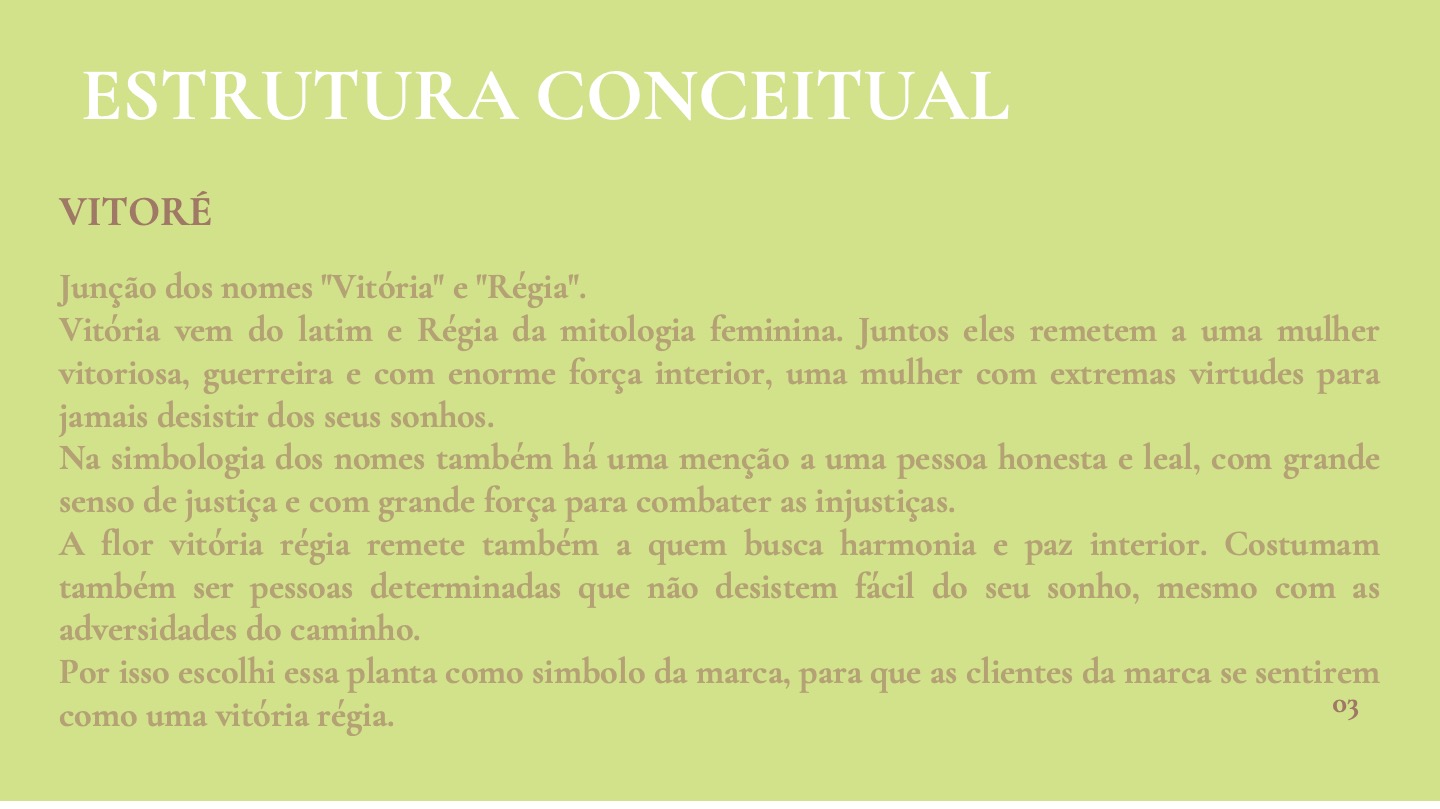 ESTRUTURA CONCEITUAL
VITORÉ
Junção dos nomes "Vitória" e "Régia".
Vitória vem do latim e Régia da mitologia feminina. Juntos eles remetem a uma mulher
vitoriosa, guerreira e com enorme força interior, uma mulher com extremas virtudes para
jamais desistir dos seus sonhos.
Na simbologia dos nomes também há uma menção a uma pessoa honesta e leal, com grande
senso de justiça e com grande força para combater as injustiças.
A flor vitória régia remete também a quem busca harmonia e paz interior. Costumam
também ser pessoas determinadas que não desistem fácil do seu sonho, mesmo com as
adversidades do caminho.
Por isso escolhi essa planta como simbolo da marca, para que as clientes da marca se sentirem
como uma vitória régia.
03